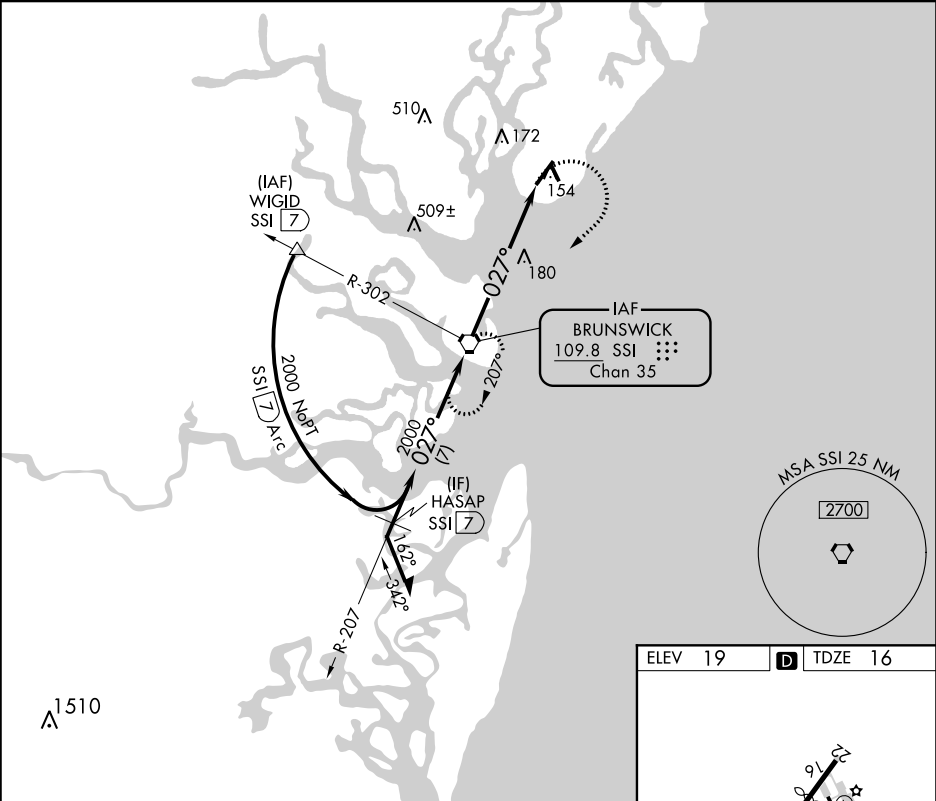 510
172
154
(IAF)
WIGID
SSI 7
509±
180
027°
R-302
IAF
BRUNSWICK
109.8 SSI
Chan 35
207°
2000 NoPT
SSI 7 Arc
2000
027°
(7)
(IF)
HASAP
SSI 7
MSA SSI 25 NM
2700
162°
342°
R-207
1510
ELEV 19 D TDZE 16
22
16